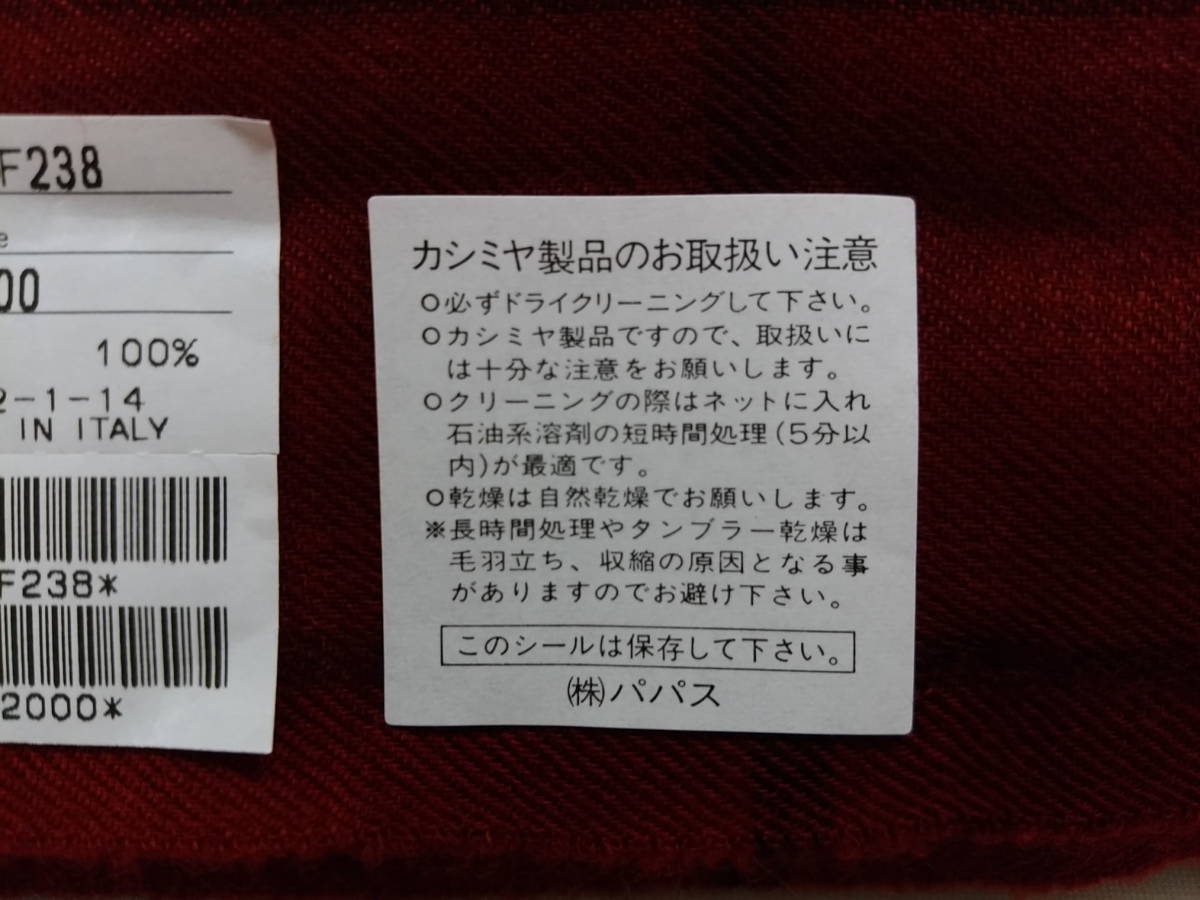 F238
e
00
100%
2-1-14
IN ITALY
F238*
2000*
カシミヤ製品のお取扱い注意
○必ずドライクリーニングして下さい。
○カシミヤ製品ですので、取扱いに
は十分な注意をお願いします。
○クリーニングの際はネットに入れ
石油系溶剤の短時間処理(5分以
内)が最適です。
○乾燥は自然乾燥でお願いします。
※長時間処理やタンブラー乾燥は
毛羽立ち、収縮の原因となる事
がありますのでお避け下さい。
このシールは保存して下さい。
㈱パパス